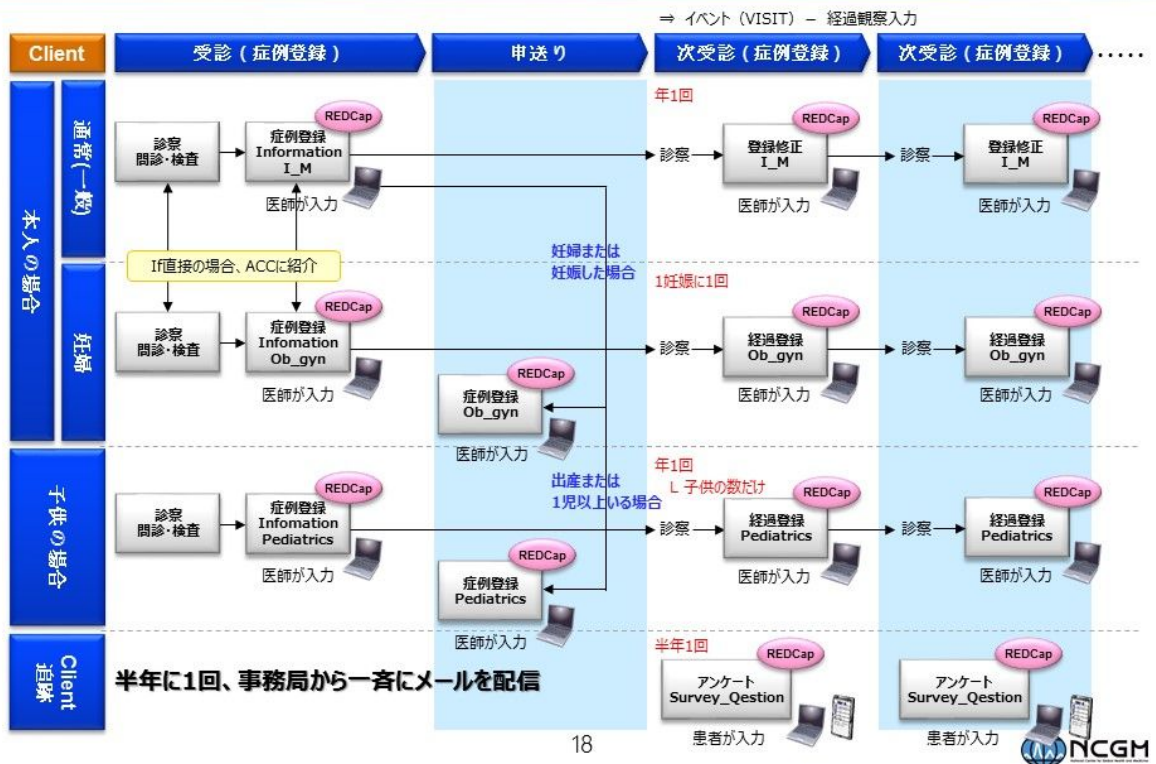 ⇒ イベント（VISIT） － 経過観察入力
Client
受診（症例登録）
申送り
次受診（症例登録）
次受診（症例登録）
‥‥‥
本人の場合
通常(一般)
診察
問診・検査
症例登録
Information
I_M
REDCap
医師が入力
年1回
診察
登録修正
I_M
REDCap
医師が入力
診察
登録修正
I_M
REDCap
医師が入力
If直接の場合、ACCに紹介
妊婦または
妊娠した場合
妊婦
診察
問診・検査
症例登録
Infomation
Ob_gyn
REDCap
医師が入力
症例登録
Ob_gyn
REDCap
医師が入力
1妊娠に1回
診察
経過登録
Ob_gyn
REDCap
医師が入力
診察
経過登録
Ob_gyn
REDCap
医師が入力
子供の場合
診察
問診・検査
症例登録
Infomation
Pediatrics
REDCap
医師が入力
出産または
1児以上いる場合
症例登録
Pediatrics
REDCap
医師が入力
年1回
L 子供の数だけ
診察
経過登録
Pediatrics
REDCap
医師が入力
診察
経過登録
Pediatrics
REDCap
医師が入力
Client
追跡
半年に1回、事務局から一斉にメールを配信
半年1回
アンケート
Survey_Qestion
REDCap
患者が入力
アンケート
Survey_Qestion
REDCap
患者が入力
18
NCGM